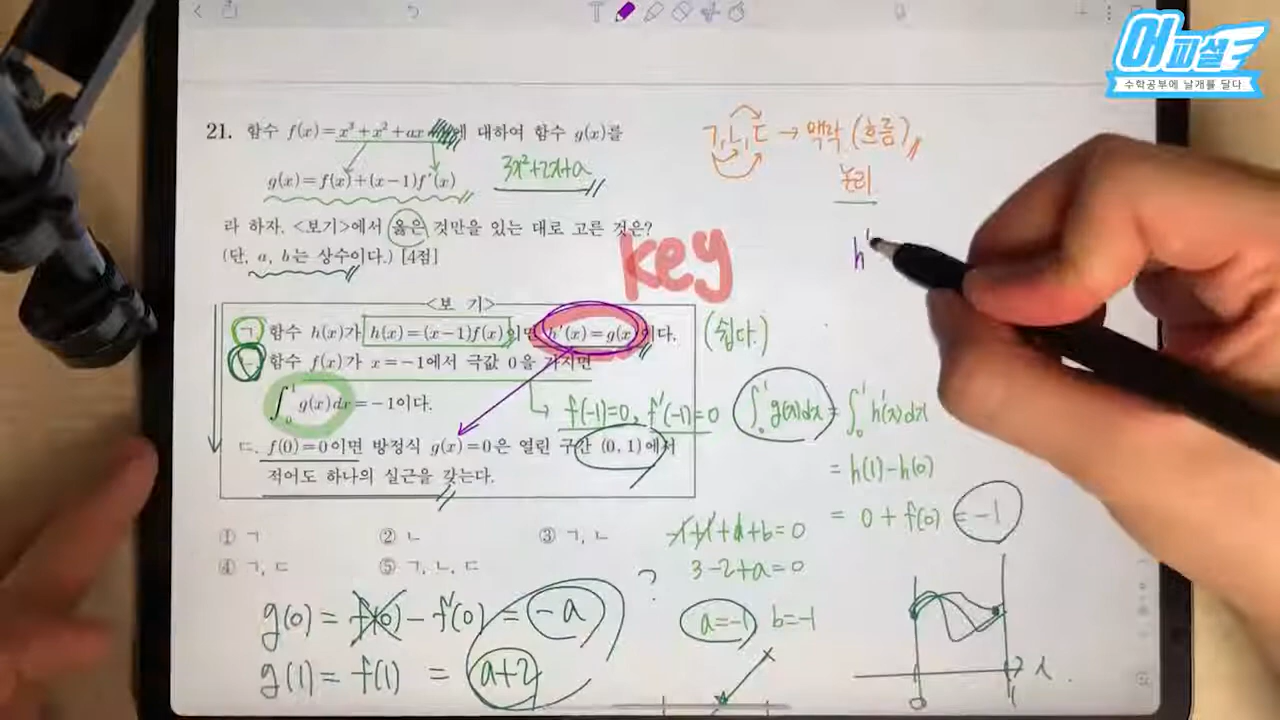 어피셜
수학공부에 날개를 달다
21. 함수 f(x)=x³+x²+ax 에 대하여 함수 g(x)를
g(x)=f(x)+(x-1)f'(x)
3x²+2x+a
라 하자. <보기>에서 옳은 것만을 있는 대로 고른 것은?
(단, a, b는 상수이다.) [4점]
ㄱ, ㄴ, ㄷ → 맥락 (흐름)
논리
h'
key
<보 기>
ㄱ 함수 h(x)가 h(x)=(x-1)f(x)이면 h'(x)=g(x)이다.
(쉽다.)
ㄴ 함수 f(x)가 x=-1에서 극값 0을 가지면
∫₀¹ g(x)dx=-1이다.
f(-1)=0, f'(-1)=0
ㄷ. f(0)=0이면 방정식 g(x)=0은 열린 구간 (0, 1)에서
적어도 하나의 실근을 갖는다.
∫₀¹ g(x)dx = ∫₀¹ h'(x)dx
= h(1)-h(0)
= 0 + f(0) = -1
① ㄱ ② ㄴ ③ ㄱ, ㄴ
④ ㄱ, ㄷ ⑤ ㄱ, ㄴ, ㄷ
-1+1+a+b=0
3-2+a=0
a=-1 b=-1
g(0) = f(0) - f'(0) = -a
?
g(1) = f(1) = a+2
0 1